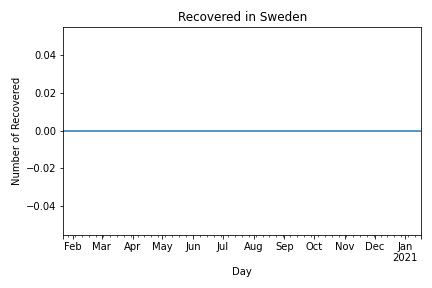 Recovered in Sweden
0.04
0.02
0.00
−0.02
−0.04
Number of Recovered
Feb Mar Apr May Jun Jul Aug Sep Oct Nov Dec Jan
2021
Day